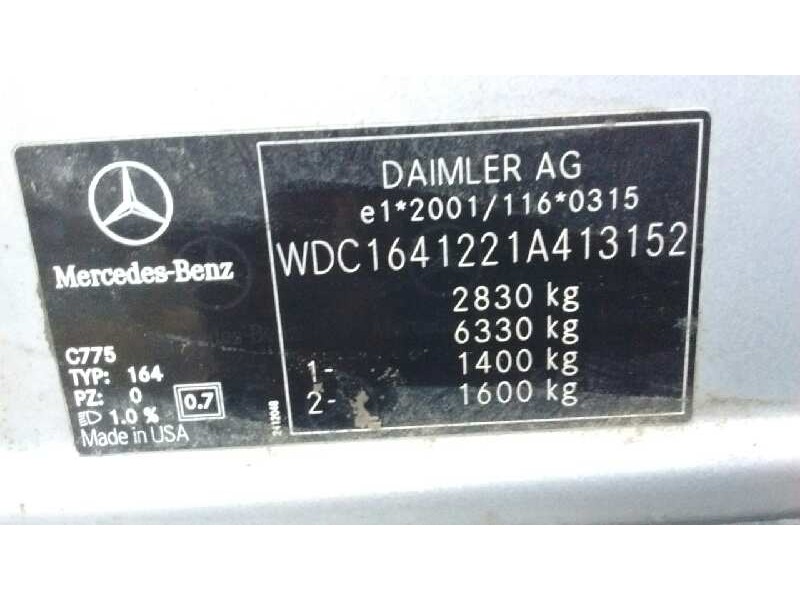 Mercedes-Benz
C775
TYP: 164
PZ: 0
1.0 %
0.7
Made in USA
2412040
DAIMLER AG
e1*2001/116*0315
WDC1641221A413152
2830 kg
6330 kg
1- 1400 kg
2- 1600 kg